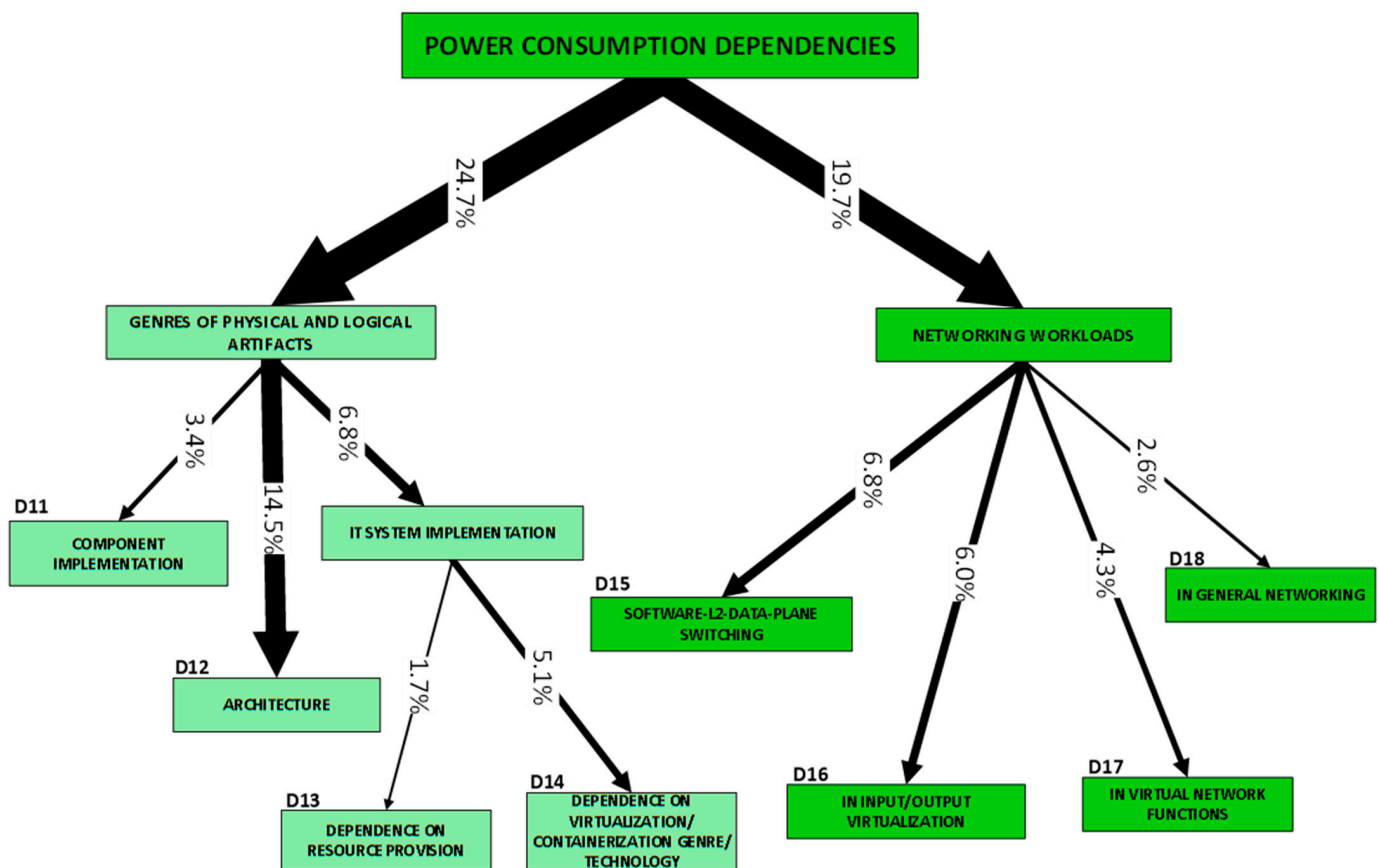 POWER CONSUMPTION DEPENDENCIES
24.7%
19.7%
GENRES OF PHYSICAL AND LOGICAL
ARTIFACTS
NETWORKING WORKLOADS
3.4%
14.5%
6.8%
6.8%
6.0%
4.3%
2.6%
D11
COMPONENT
IMPLEMENTATION
IT SYSTEM IMPLEMENTATION
D15
SOFTWARE-L2-DATA-PLANE
SWITCHING
D18
IN GENERAL NETWORKING
D12
ARCHITECTURE
1.7%
5.1%
D13
DEPENDENCE ON
RESOURCE PROVISION
D14
DEPENDENCE ON
VIRTUALIZATION/
CONTAINERIZATION GENRE/
TECHNOLOGY
D16
IN INPUT/OUTPUT
VIRTUALIZATION
D17
IN VIRTUAL NETWORK
FUNCTIONS